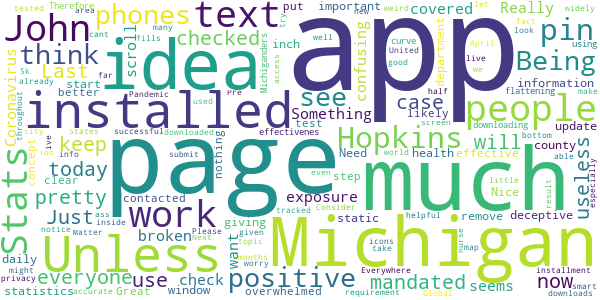 Therefore area cant try important put weird fact let widely
tested phones text covered Really department look using
John idea app pin Being
many scroll checked inch confusing curve April live We
fills Michiganders window
Coronavirus think Last start better 5k already throughout
installed see case United good information flattening make
Something test likely new access half downloading
Stats today keep page much people
city States Pandemic Pre successful downloaded effectivenes
used screen update bottom able
Hopkins will county useless
concept info clear contacted nothing submit even world
Need health effective step Nice little result
pretty exposure static remove deceptive
Just work Michigan
notice Matter ass inside Please Next
broken giving given topic months worry tracked Consider
want helpful icons take nurse map
Unless mandated now
daily everyone use check positive seems
might privacy statistics accurate Great overwhelmed Everywhere requirement Global installment smart downloads especially